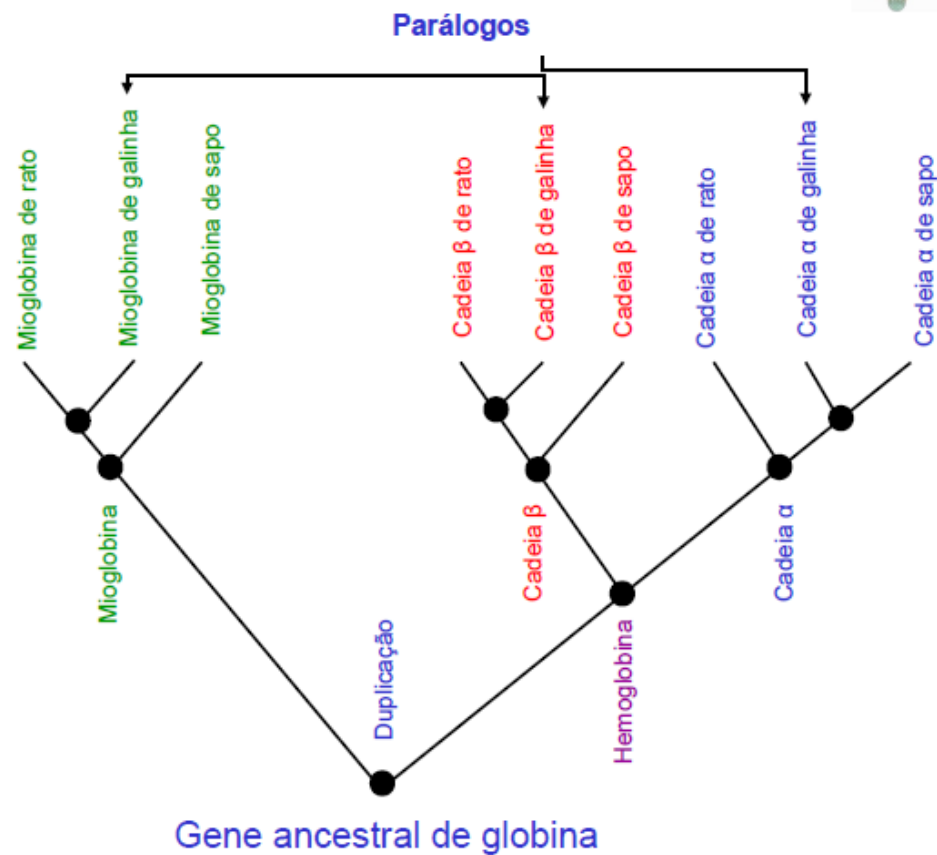 Parálogos
Mioglobina de rato
Mioglobina de galinha
Mioglobina de sapo
Cadeia β de rato
Cadeia β de galinha
Cadeia β de sapo
Cadeia α de rato
Cadeia α de galinha
Cadeia α de sapo
Mioglobina
Cadeia β
Cadeia α
Duplicação
Hemoglobina
Gene ancestral de globina